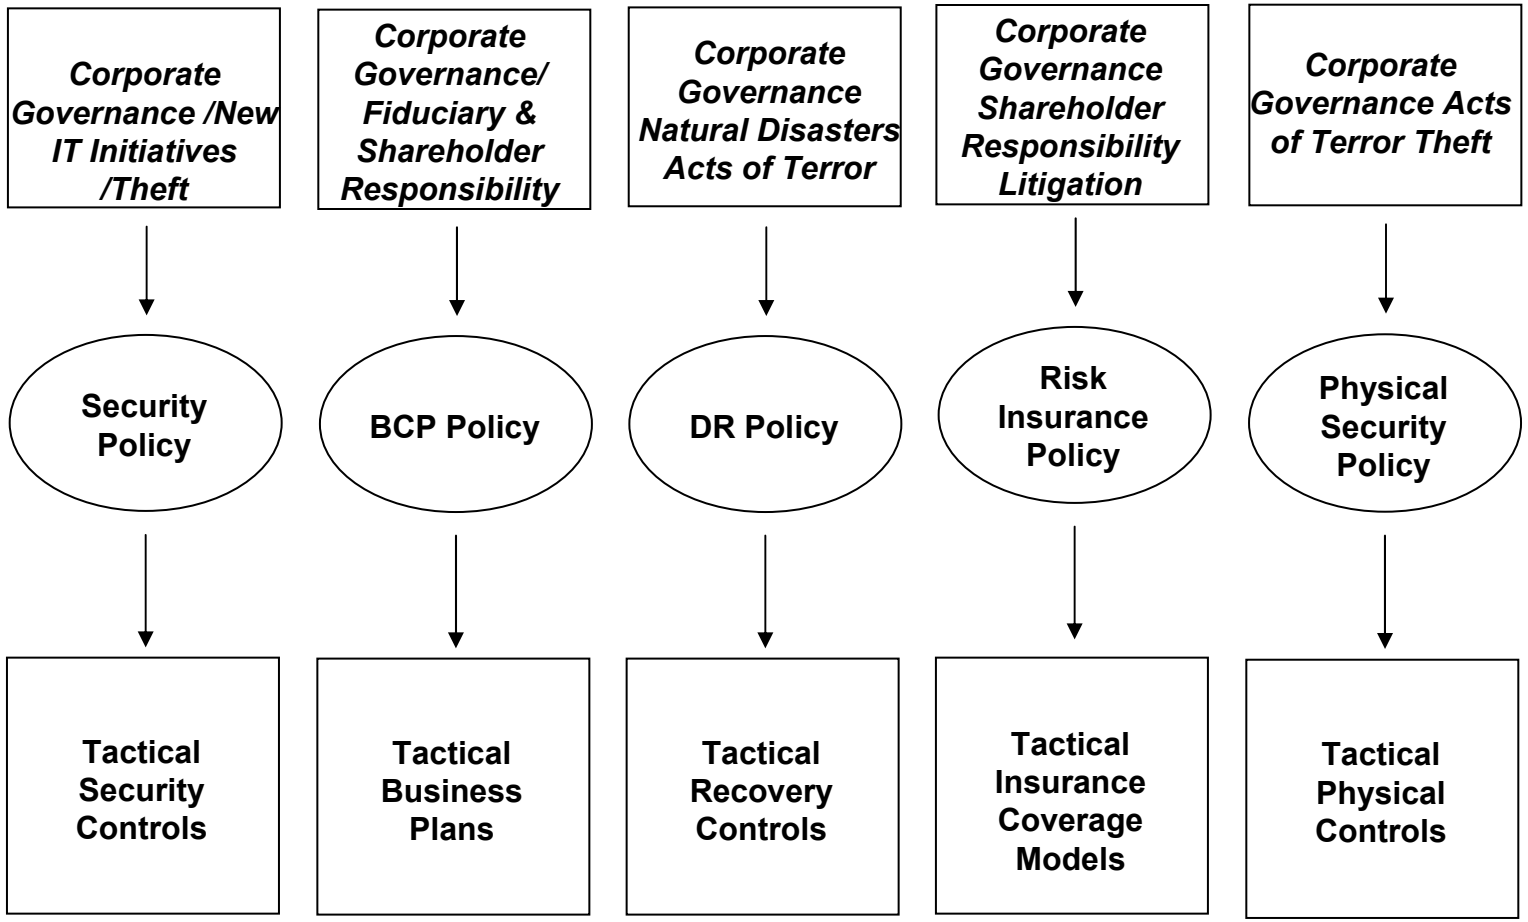 Corporate
Governance /New
IT Initiatives
/Theft
Corporate
Governance/
Fiduciary &
Shareholder
Responsibility
Corporate
Governance
Natural Disasters
Acts of Terror
Corporate
Governance
Shareholder
Responsibility
Litigation
Corporate
Governance Acts
of Terror Theft
Security
Policy
BCP Policy
DR Policy
Risk
Insurance
Policy
Physical
Security
Policy
Tactical
Security
Controls
Tactical
Business
Plans
Tactical
Recovery
Controls
Tactical
Insurance
Coverage
Models
Tactical
Physical
Controls